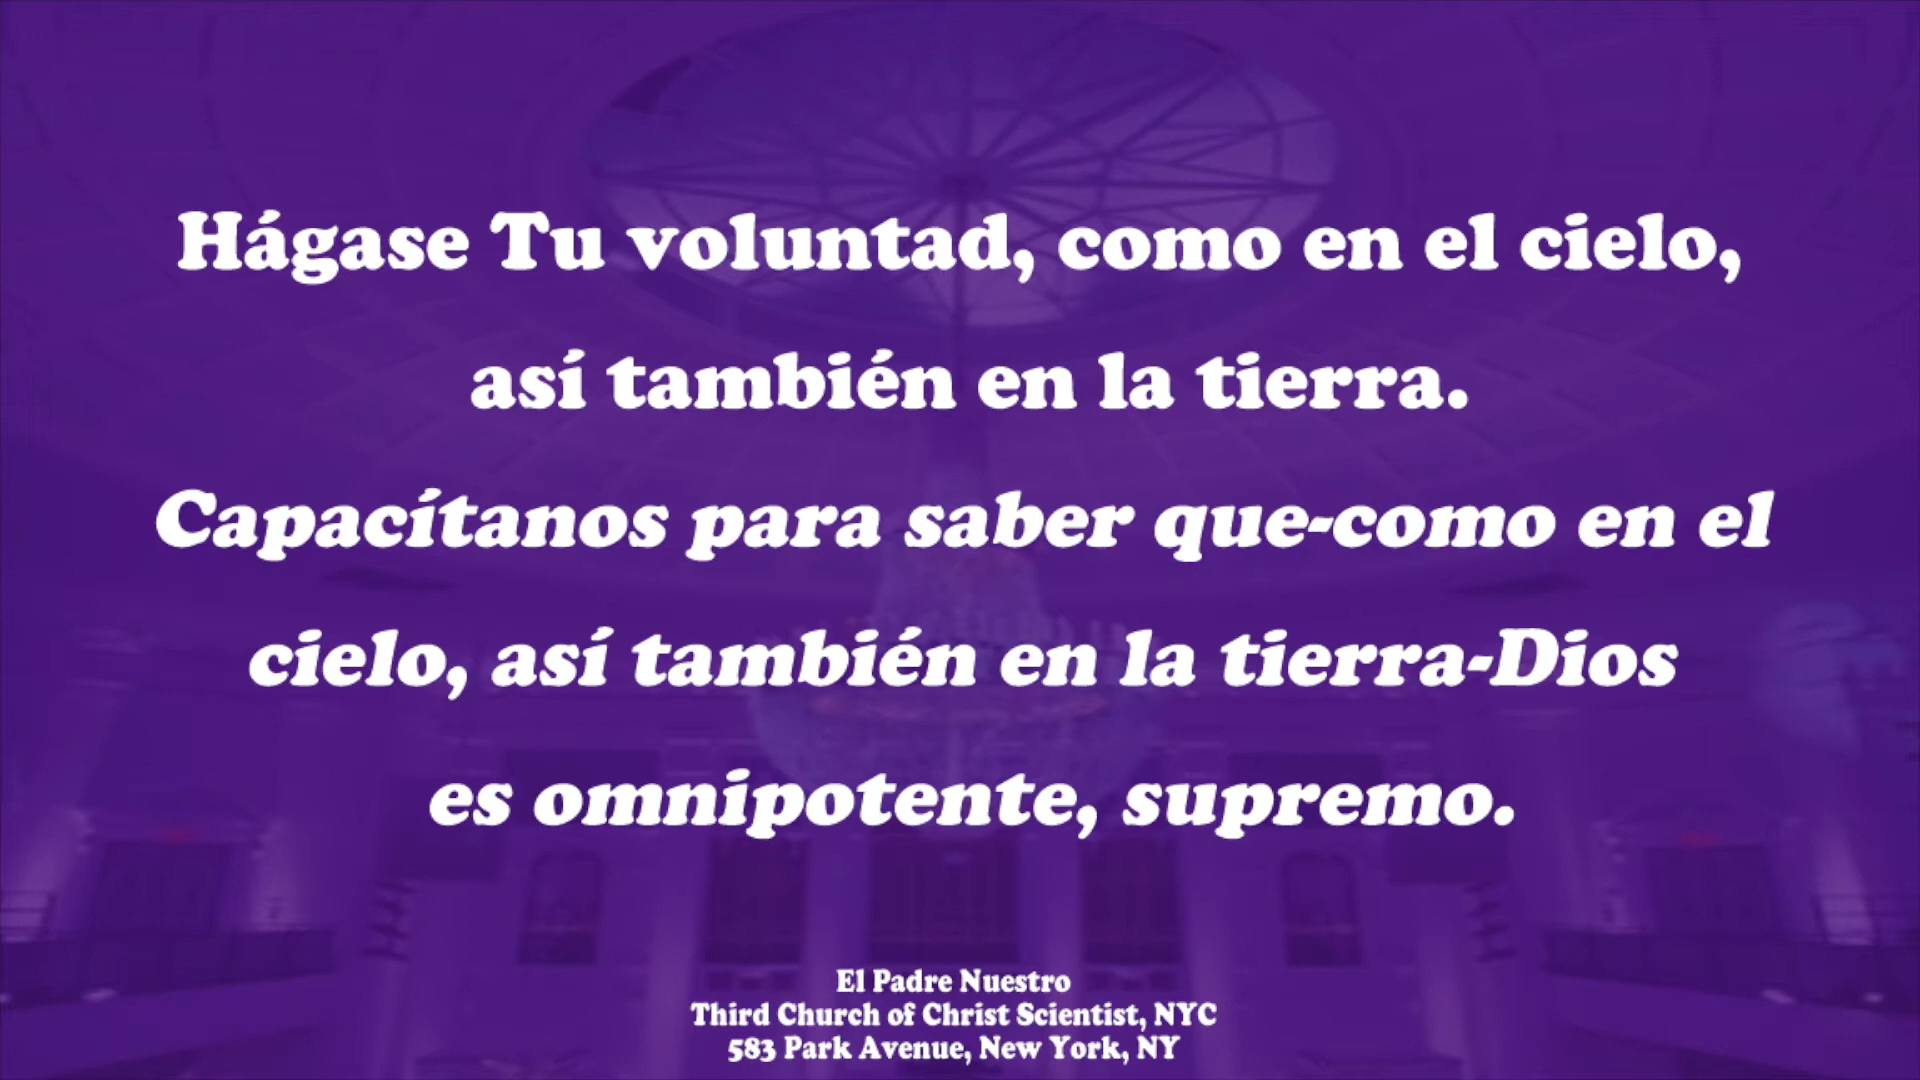 Hágase Tu voluntad, como en el cielo,
así también en la tierra.
Capacítanos para saber que-como en el
cielo, así también en la tierra-Dios
es omnipotente, supremo.
El Padre Nuestro
Third Church of Christ Scientist, NYC
583 Park Avenue, New York, NY